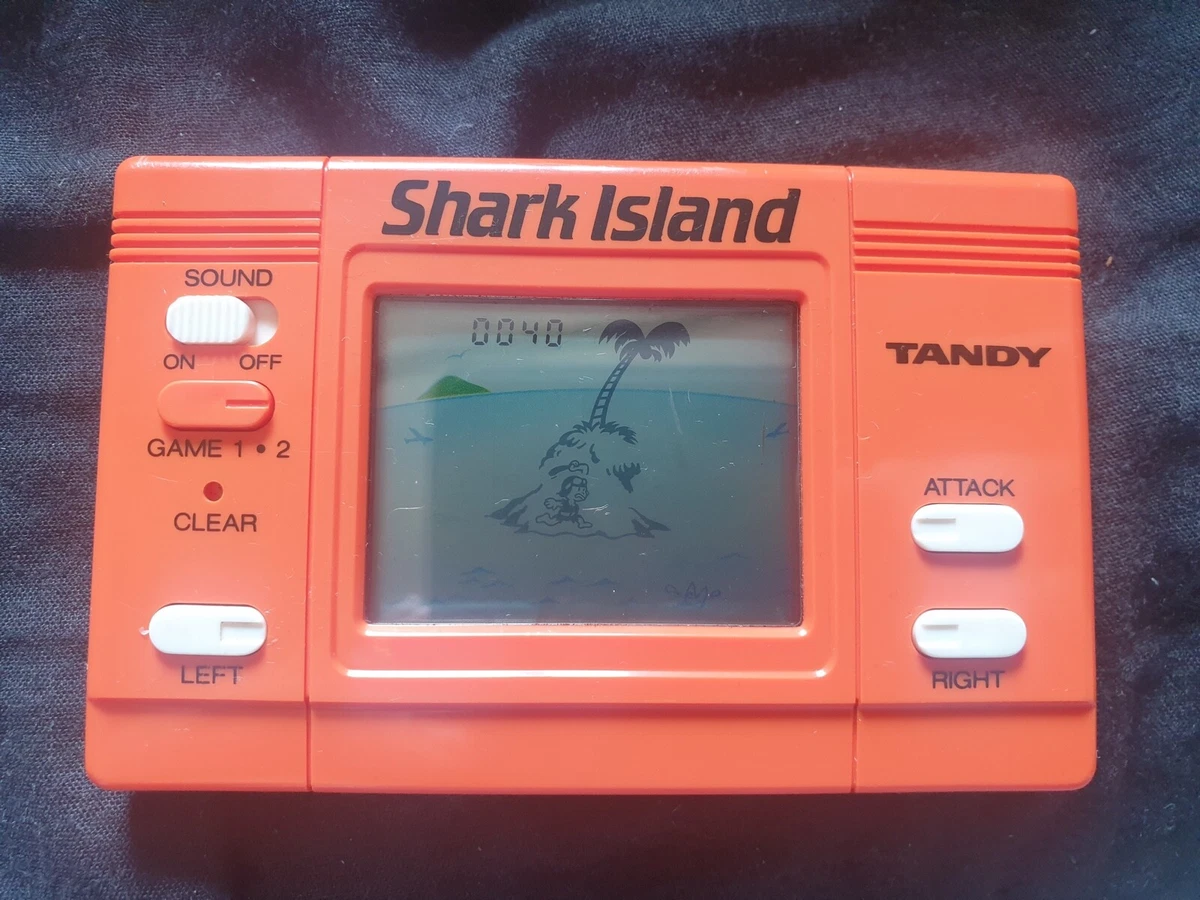 Shark Island
SOUND
ON OFF
GAME 1 • 2
CLEAR
LEFT
0040
TANDY
ATTACK
RIGHT